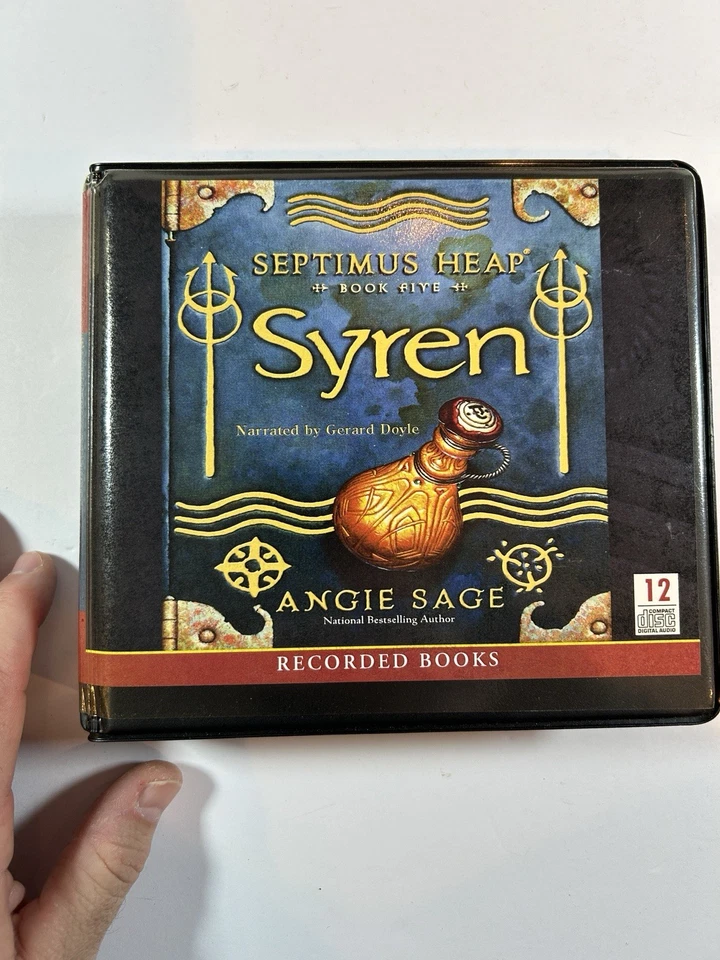 SEPTIMUS HEAP®
BOOK FIVE
Syren
Narrated by Gerard Doyle
ANGIE SAGE
National Bestselling Author
12
COMPACT
disc
DIGITAL AUDIO
RECORDED BOOKS